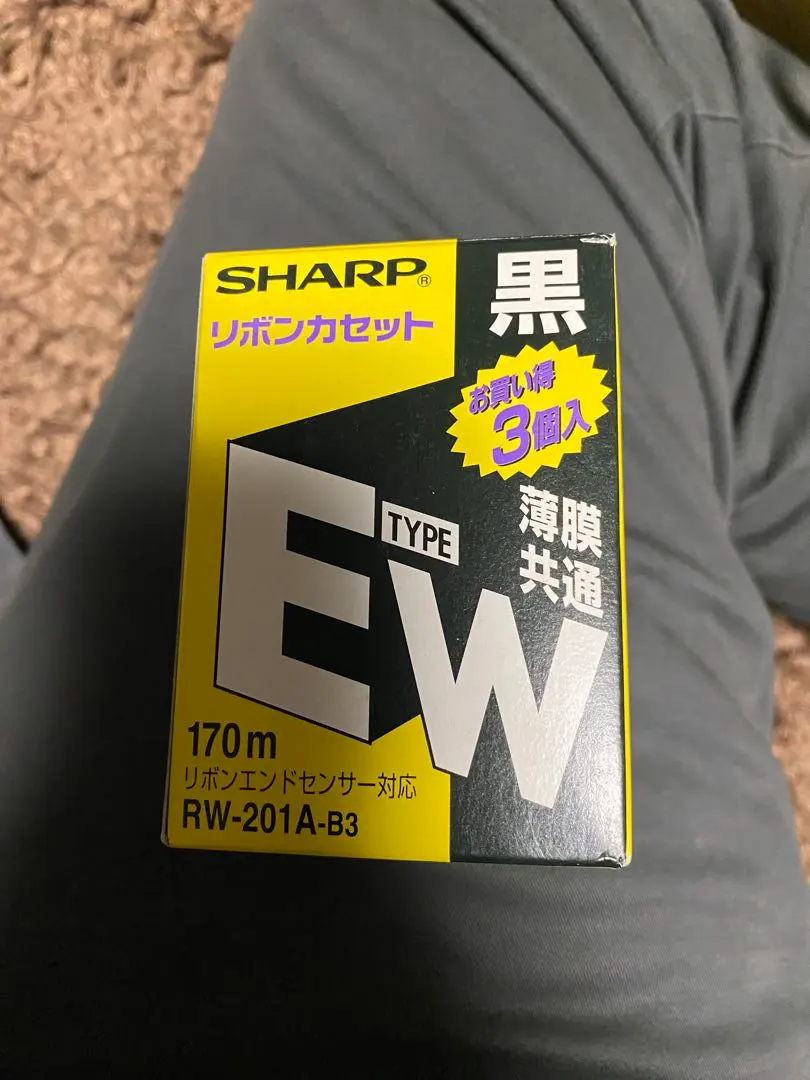 SHARP®
リボンカセット
黒
お買い得
3個入
薄膜
共通
E TYPE W
170m
リボンエンドセンサー対応
RW-201A-B3